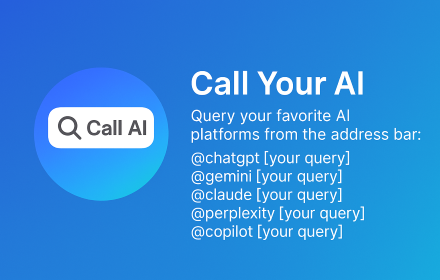 Call AI
Call Your AI
Query your favorite AI
platforms from the address bar:
@chatgpt [your query]
@gemini [your query]
@claude [your query]
@perplexity [your query]
@copilot [your query]